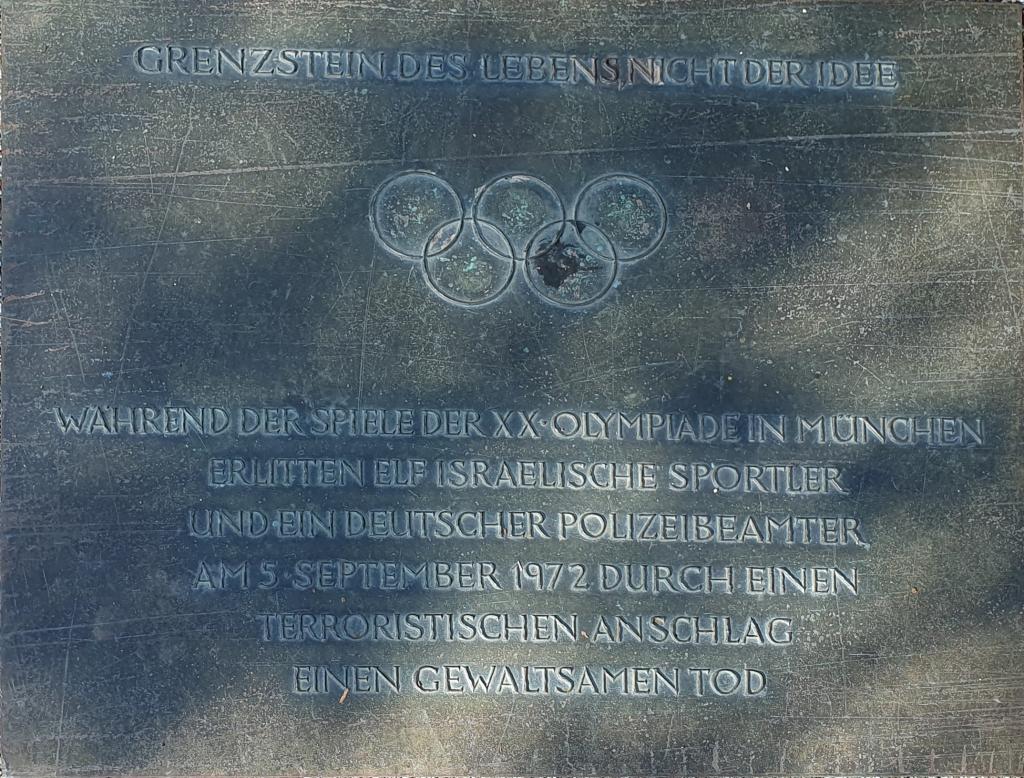 GRENZSTEIN DES LEBENS, NICHT DER IDEE
WÄHREND DER SPIELE DER XX· OLYMPIADE IN MÜNCHEN
ERLITTEN ELF ISRAELISCHE SPORTLER
UND EIN DEUTSCHER POLIZEIBEAMTER
AM 5· SEPTEMBER 1972 DURCH EINEN
TERRORISTISCHEN ANSCHLAG
EINEN GEWALTSAMEN TOD